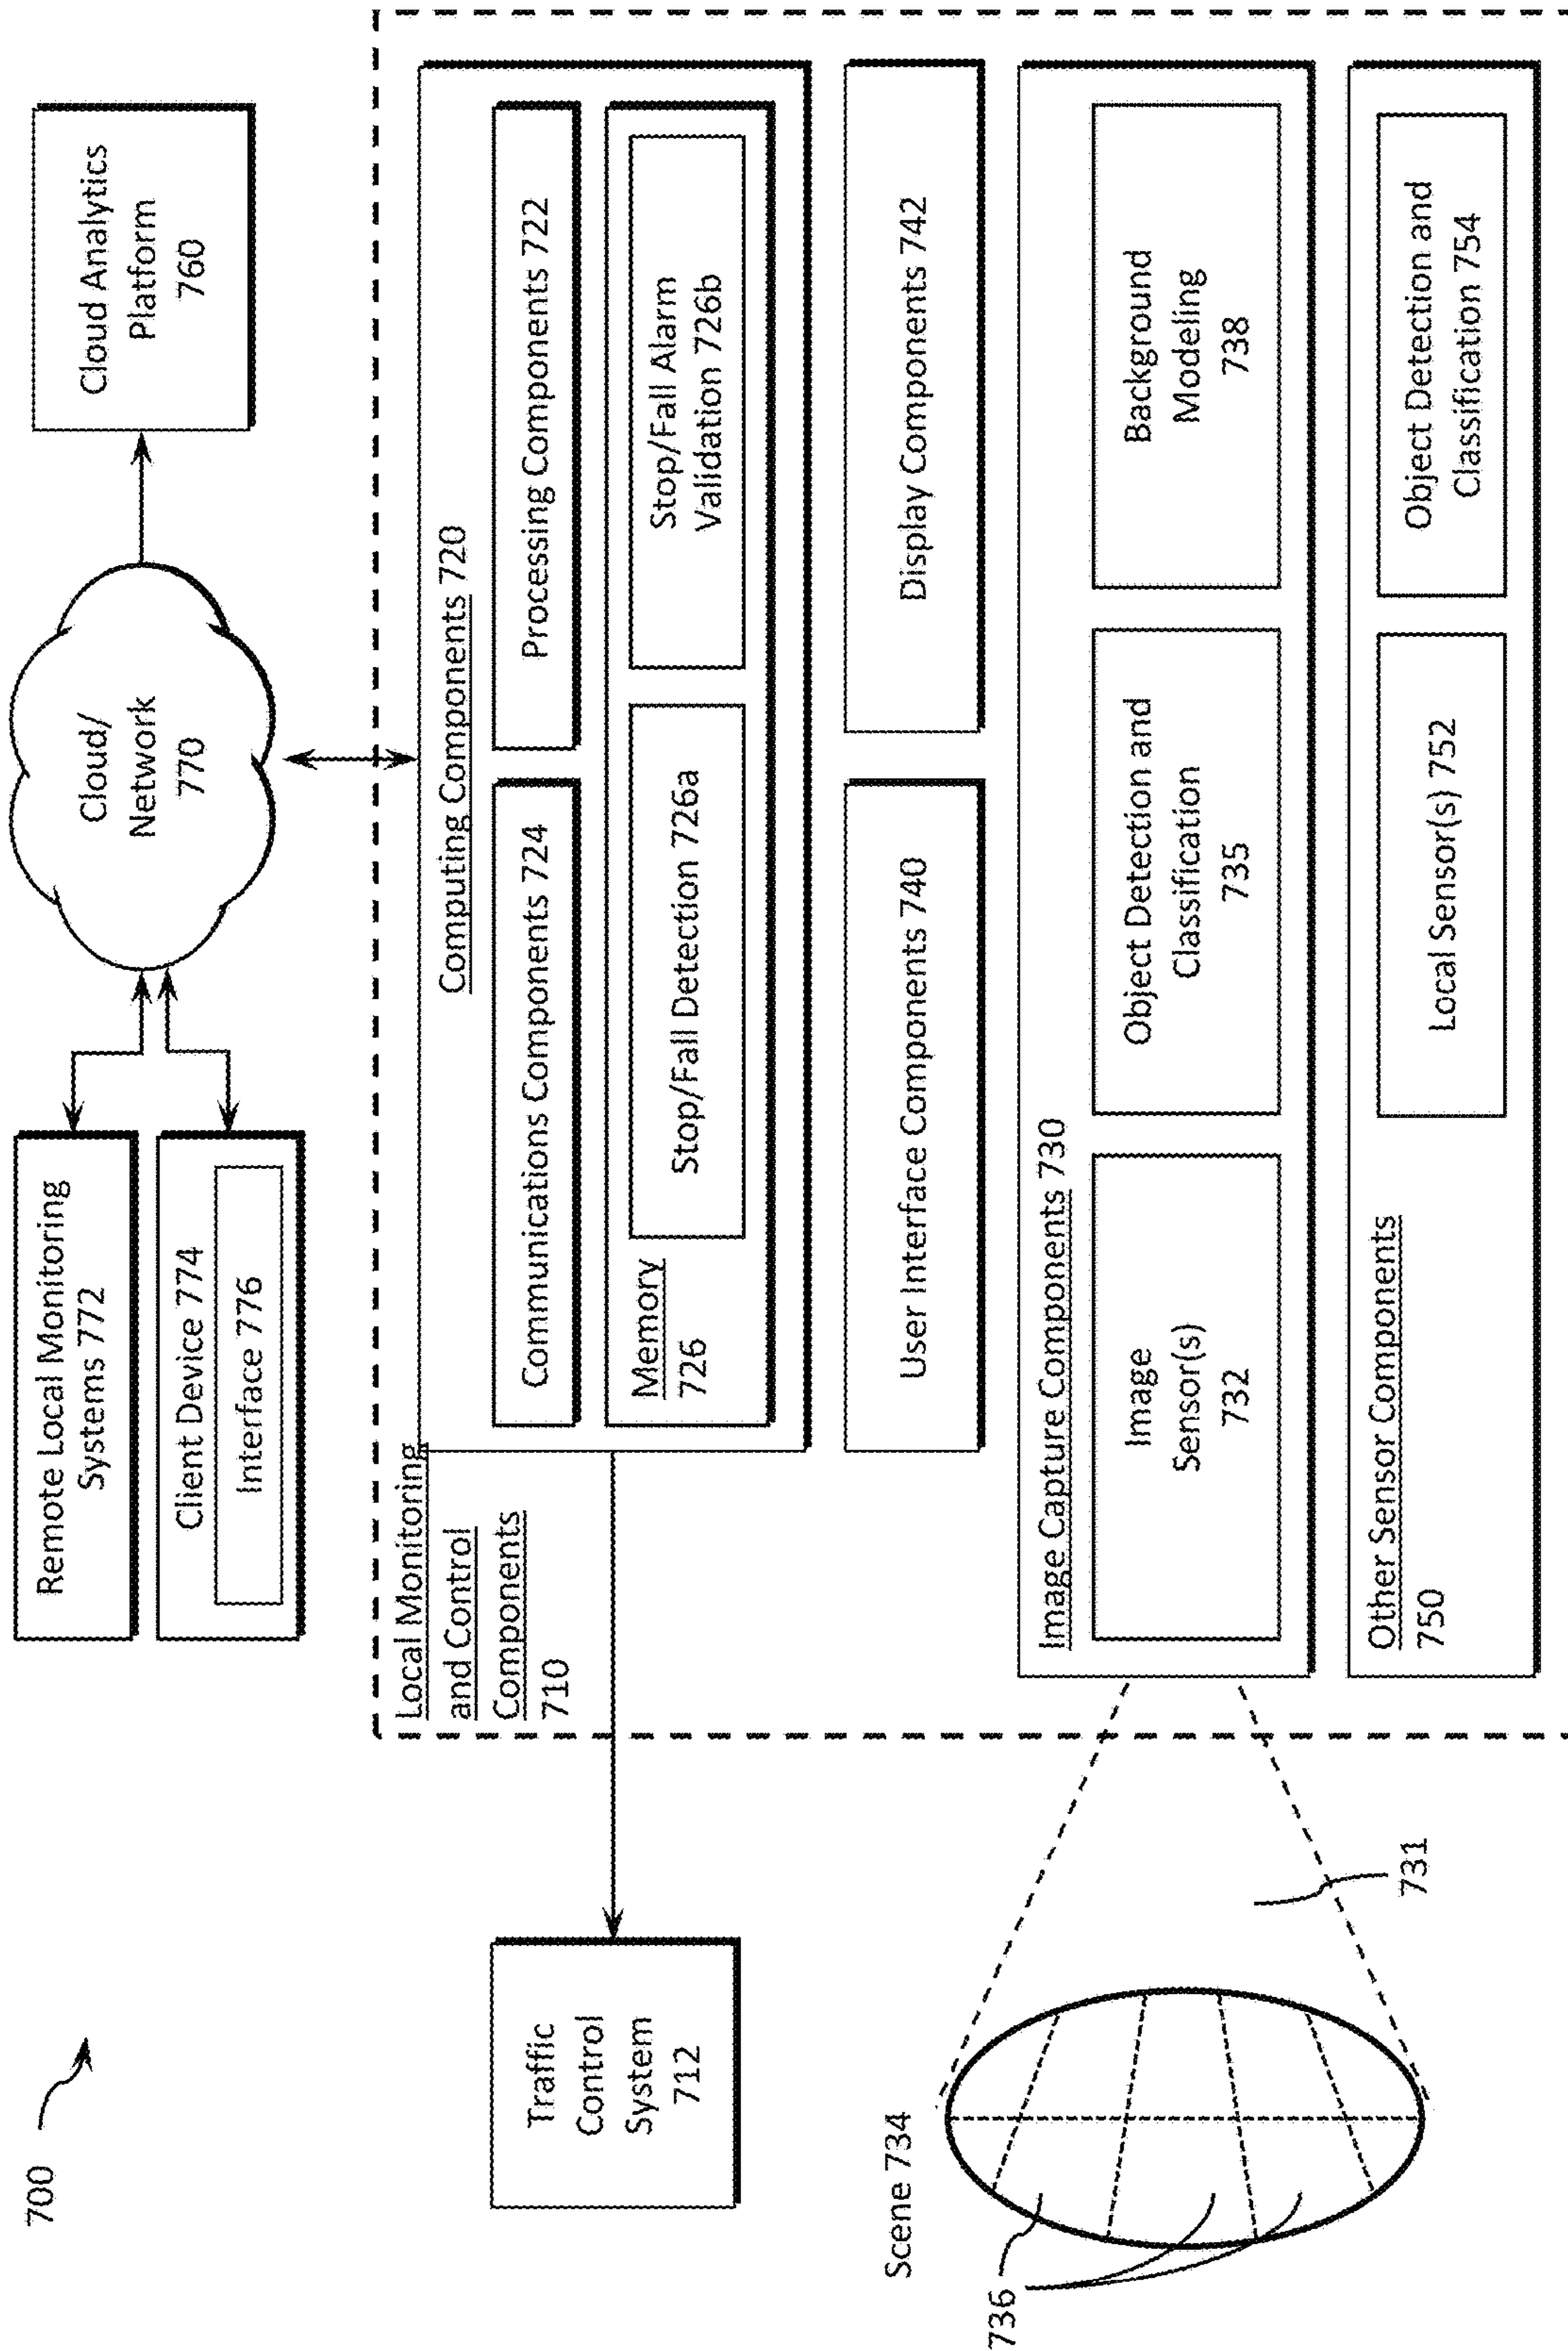 700
Remote Local Monitoring
Systems 772
Client Device 774
Interface 776
Cloud/
Network
770
Cloud Analytics
Platform
760
Traffic
Control
System
712
Local Monitoring
and Control
Components
710
Computing Components 720
Communications Components 724
Processing Components 722
Memory
726
Stop/Fall Detection 726a
Stop/Fall Alarm
Validation 726b
User Interface Components 740
Display Components 742
Scene 734
736
731
Image Capture Components 730
Image
Sensor(s)
732
Object Detection and
Classification
735
Background
Modeling
738
Other Sensor Components
750
Local Sensor(s) 752
Object Detection and
Classification 754